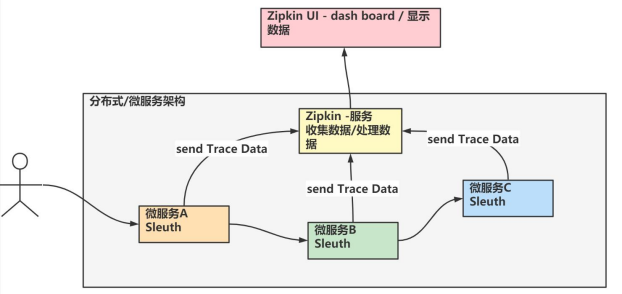 Zipkin UI - dash board / 显示
数据
分布式/微服务架构
Zipkin -服务
收集数据/处理数
据
send Trace Data
send Trace Data
send Trace Data
微服务A
Sleuth
微服务B
Sleuth
微服务C
Sleuth